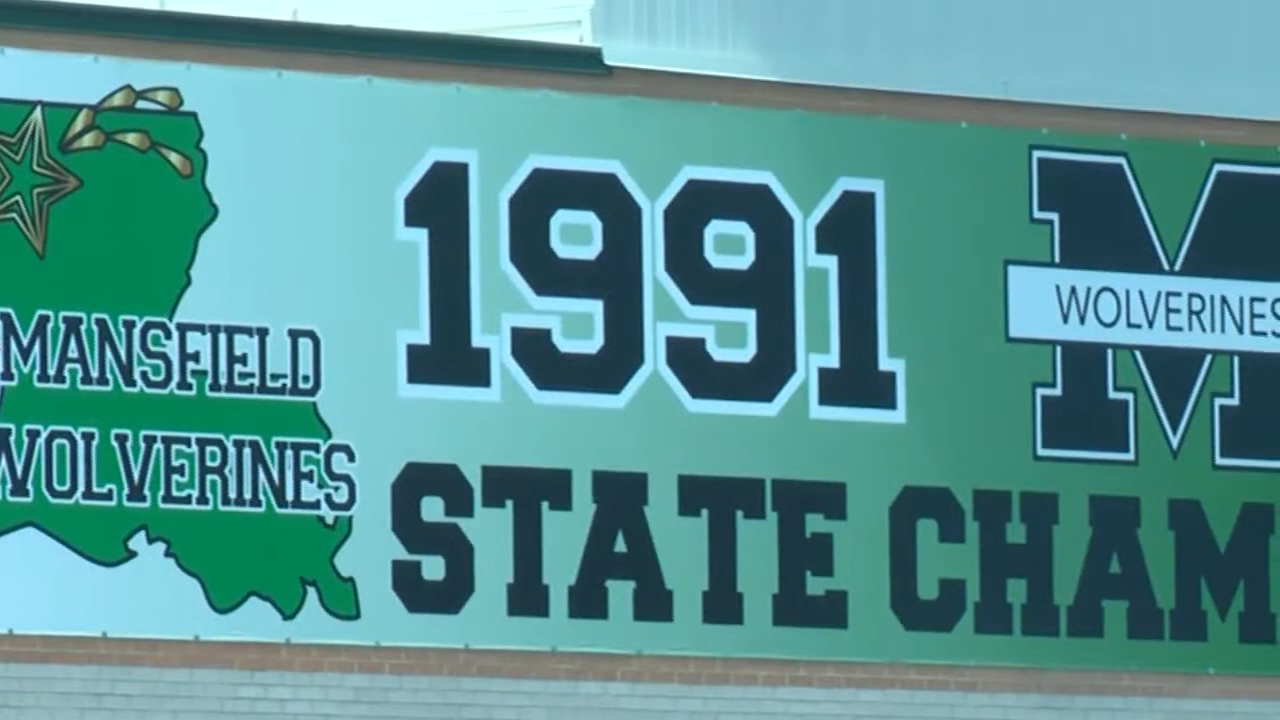 MANSFIELD
WOLVERINES
1991
STATE CHAM
M
WOLVERINES